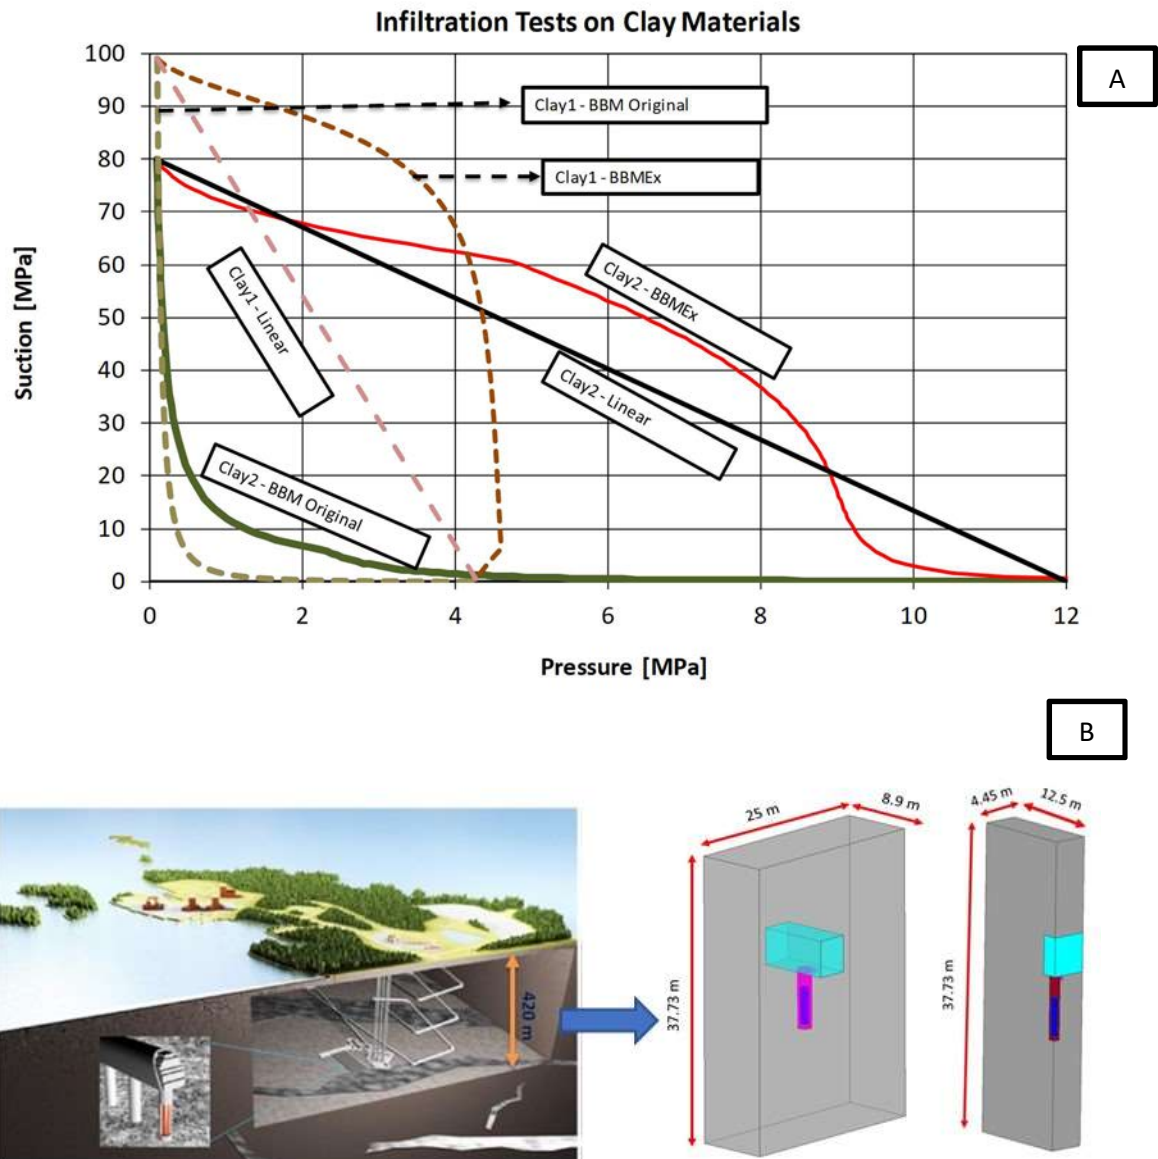 Infiltration Tests on Clay Materials
A
100
90
80
70
60
50
40
30
20
10
0
Suction [MPa]
Clay1 - BBM Original
Clay1 - BBMEx
Clay2 - BBMEx
Clay1 - Linear
Clay2 - Linear
Clay2 - BBM Original
0 2 4 6 8 10 12
Pressure [MPa]
B
420 m
25 m
8.9 m
37.73 m
4.45 m
12.5 m
37.73 m